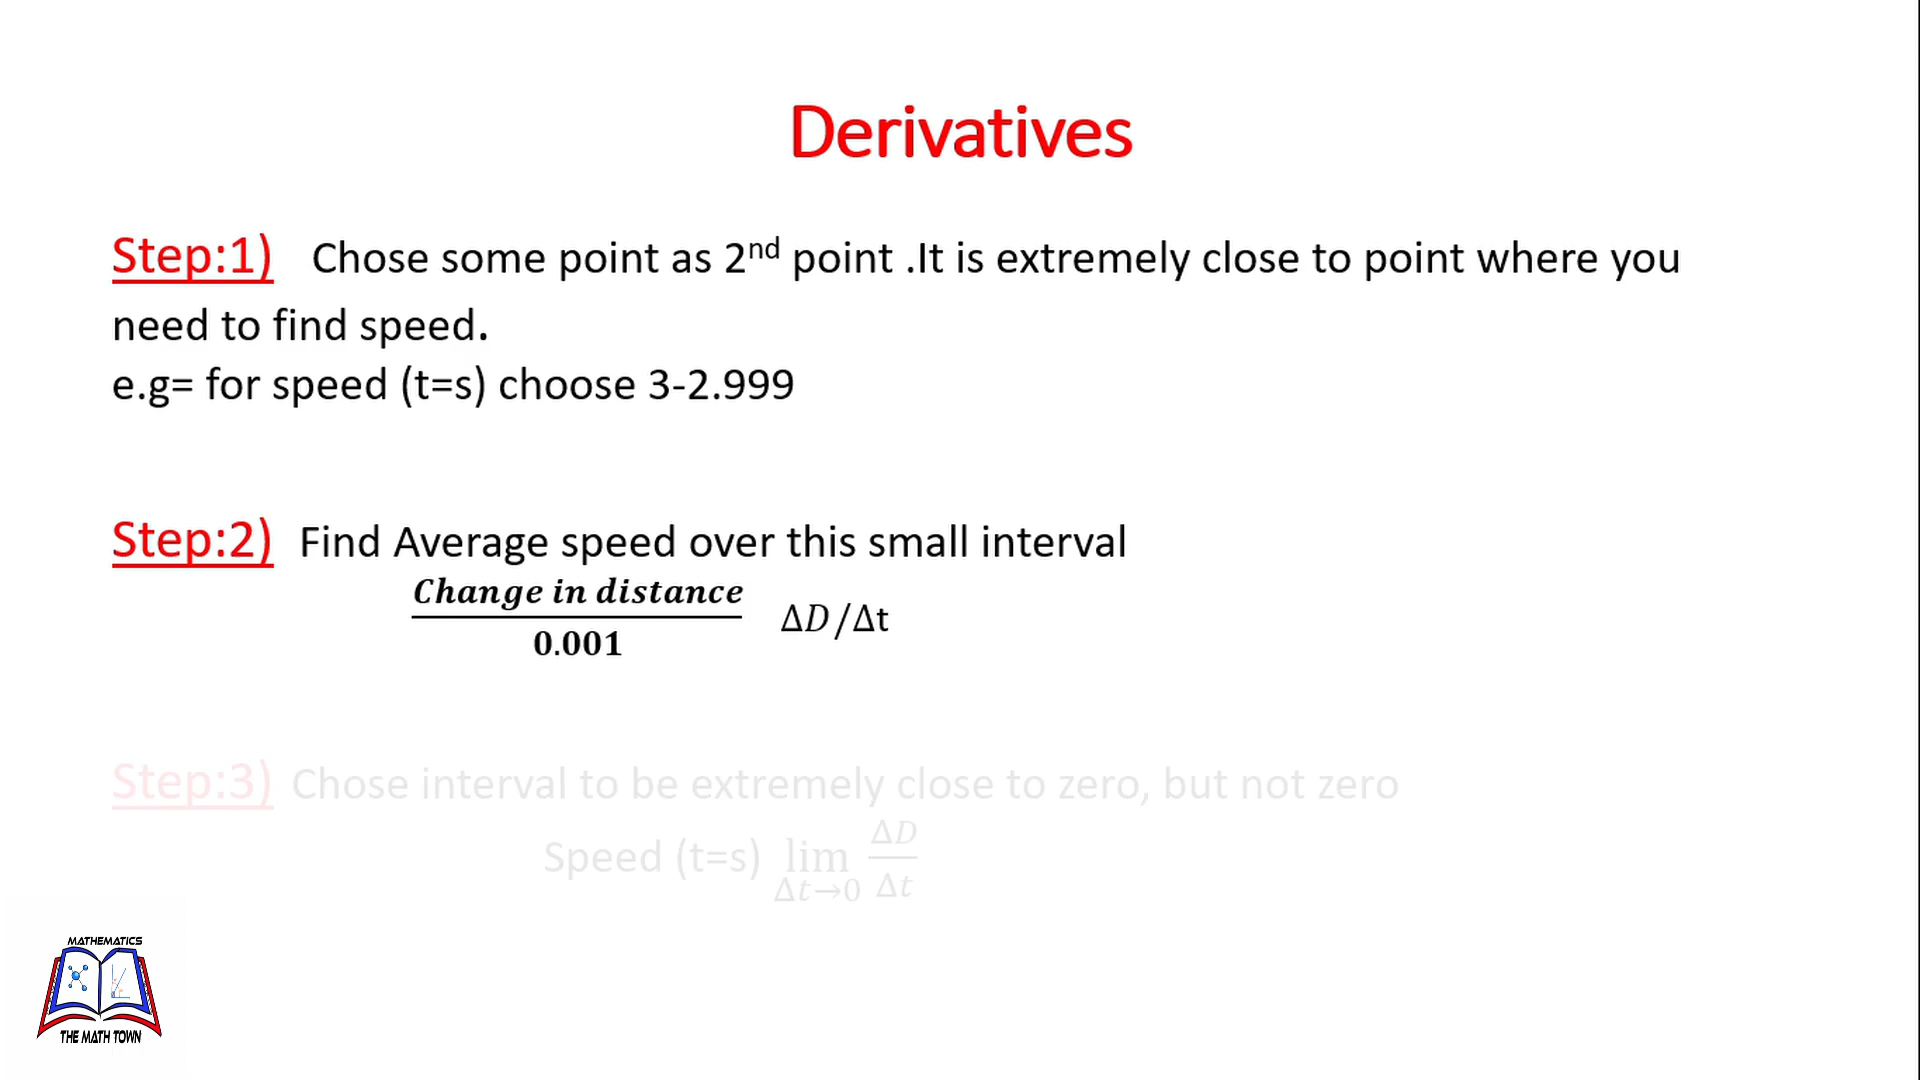 Derivatives
Step:1) Chose some point as 2nd point .It is extremely close to point where you
need to find speed.
e.g= for speed (t=s) choose 3-2.999
Step:2) Find Average speed over this small interval
Change in distance
0.001
ΔD/Δt
Step:3) Chose interval to be extremely close to zero, but not zero
Speed (t=s) lim Δt→0 ΔD/Δt
MATHEMATICS
THE MATH TOWN